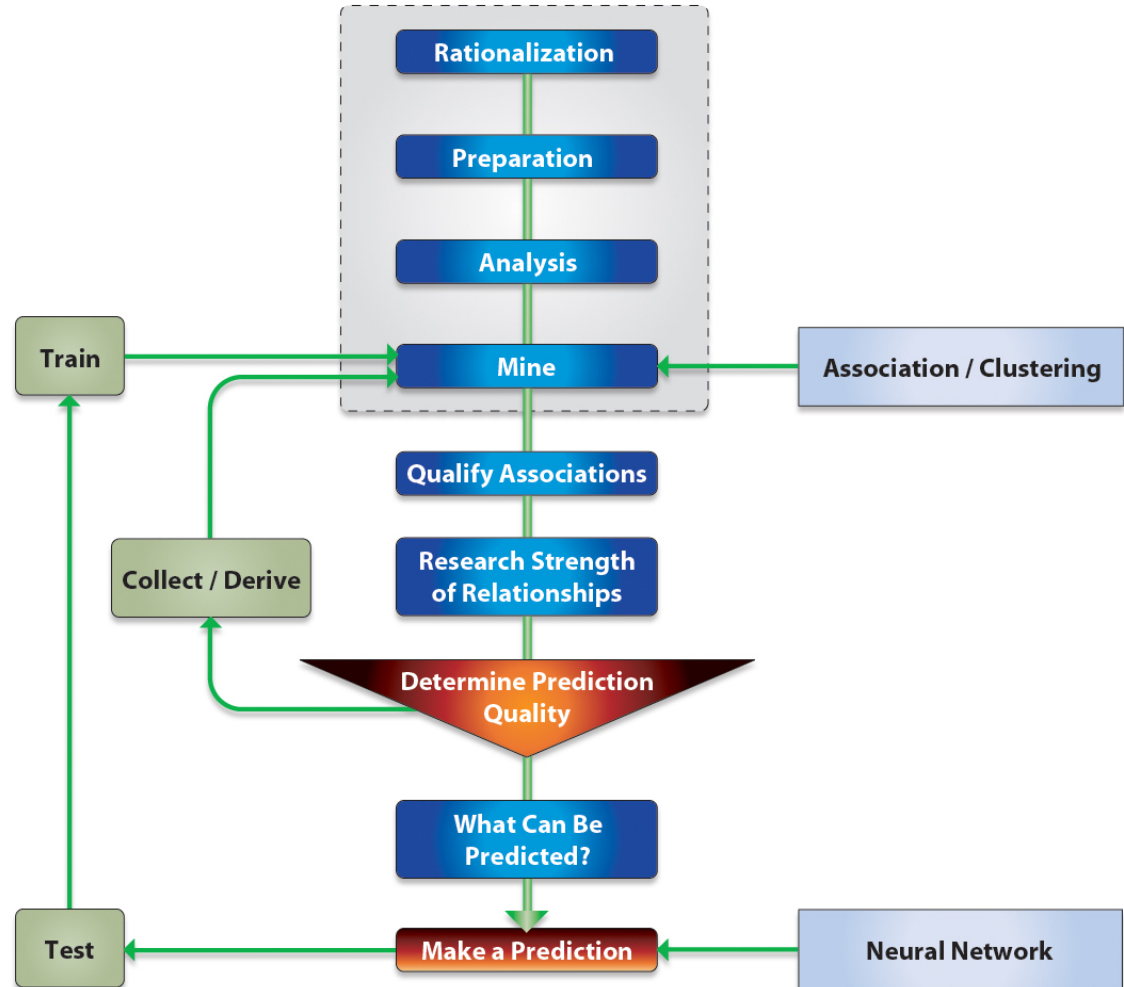 Rationalization
Preparation
Analysis
Train
Mine
Association / Clustering
Qualify Associations
Collect / Derive
Research Strength
of Relationships
Determine Prediction
Quality
What Can Be
Predicted?
Test
Make a Prediction
Neural Network